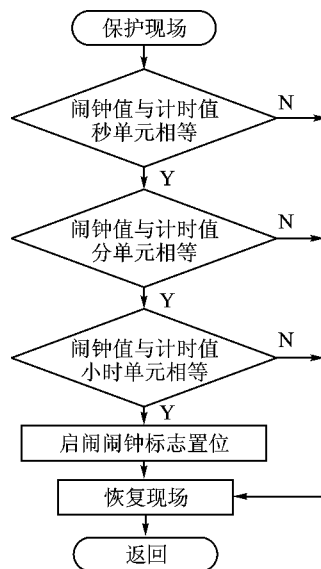 保护现场
闹钟值与计时值
秒单元相等
N
Y
闹钟值与计时值
分单元相等
N
Y
闹钟值与计时值
小时单元相等
N
Y
启闹闹钟标志置位
恢复现场
返回